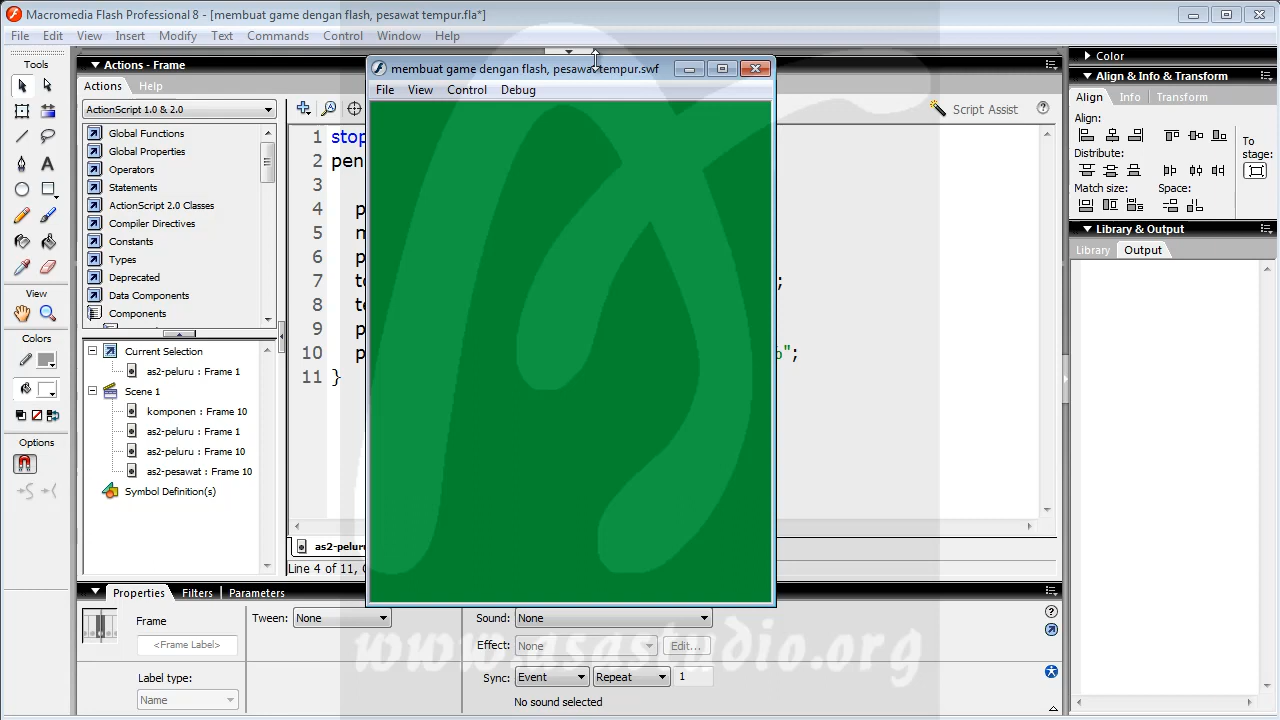 Macromedia Flash Professional 8 - [membuat game dengan flash, pesawat tempur.fla*]
File Edit View Insert Modify Text Commands Control Window Help
Tools
View
Colors
Options
Actions - Frame
Actions Help
ActionScript 1.0 & 2.0
Global Functions
Global Properties
Operators
Statements
ActionScript 2.0 Classes
Compiler Directives
Constants
Types
Deprecated
Data Components
Components
Current Selection
as2-peluru : Frame 1
Scene 1
komponen : Frame 10
as2-peluru : Frame 1
as2-peluru : Frame 10
as2-pesawat : Frame 10
Symbol Definition(s)
Script Assist
1 stop
2 pen
3
4 p
5
6 p
7 to ;
8 te
9 p
10 p ";
11 }
as2-peluru
Line 4 of 11,
membuat game dengan flash, pesawat tempur.swf
File View Control Debug
Color
Align & Info & Transform
Align Info Transform
Align:
Distribute:
Match size: Space:
To stage:
Library & Output
Library Output
Properties Filters Parameters
Frame
<Frame Label>
Label type:
Name
Tween: None
Sound: None
Effect: None Edit...
Sync: Event Repeat 1
No sound selected
www.asastudio.org